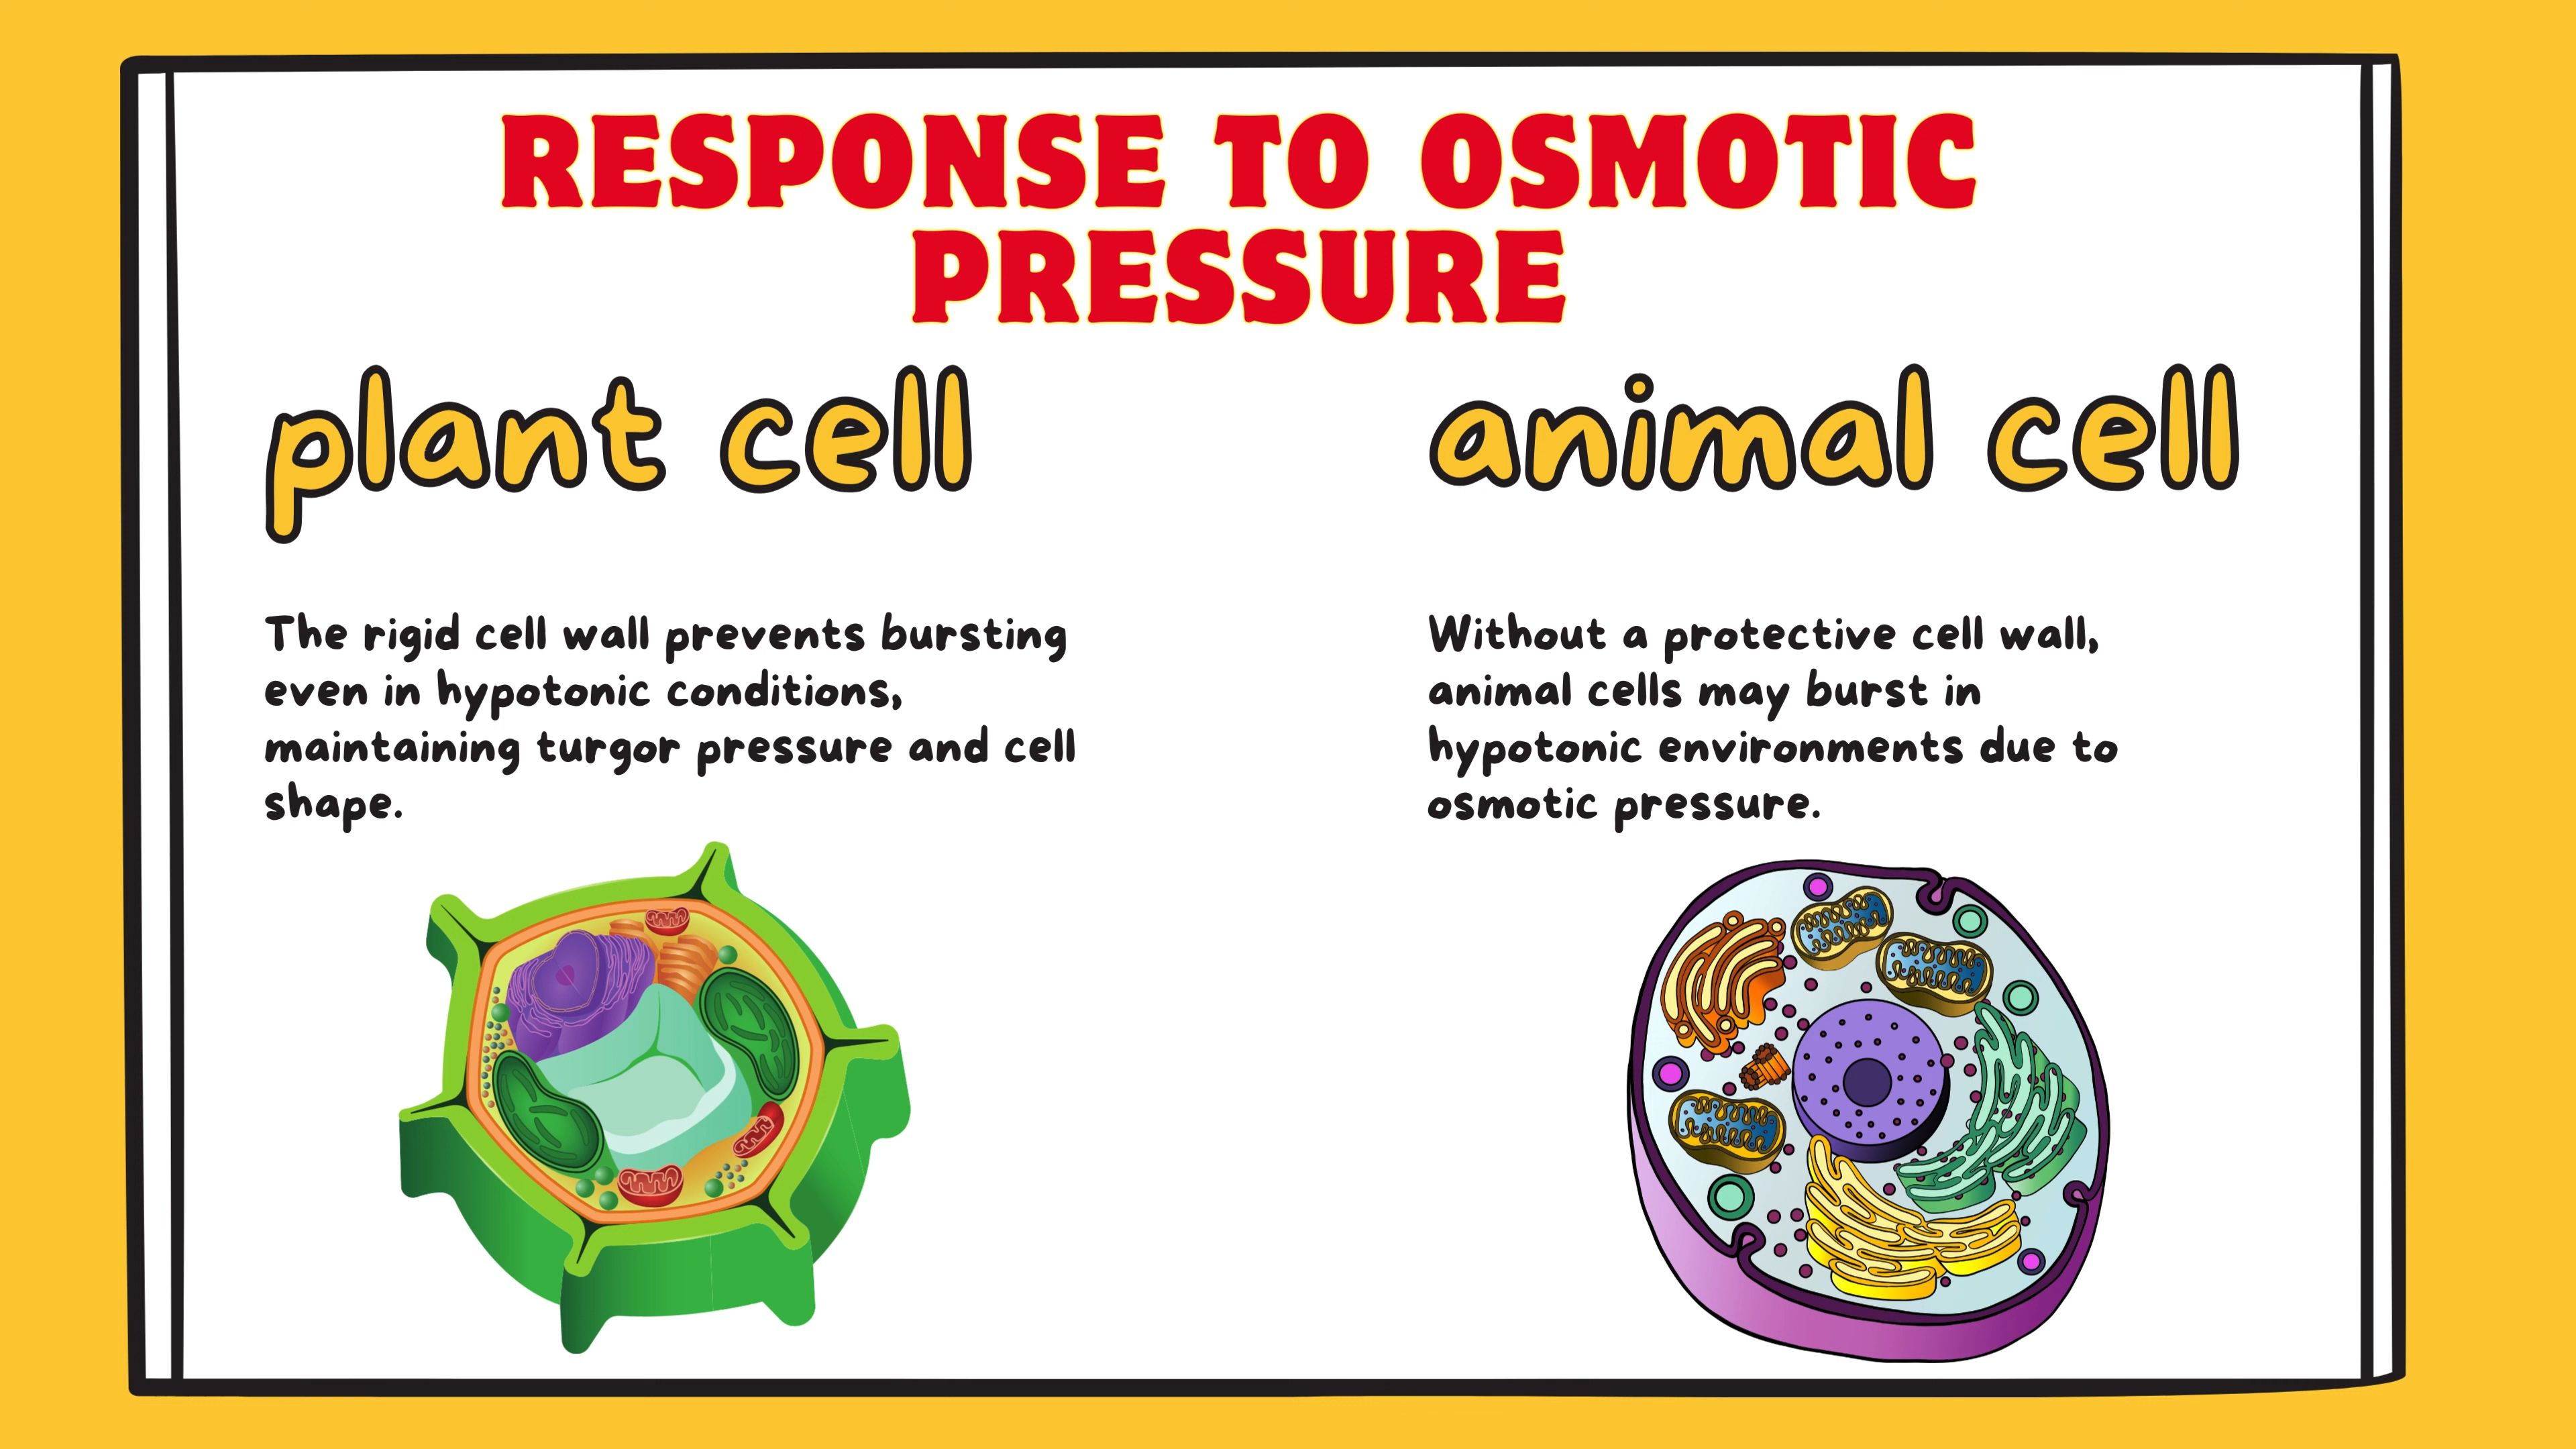 RESPONSE TO OSMOTIC
PRESSURE
plant cell
animal cell
The rigid cell wall prevents bursting
even in hypotonic conditions,
maintaining turgor pressure and cell
shape.
Without a protective cell wall,
animal cells may burst in
hypotonic environments due to
osmotic pressure.